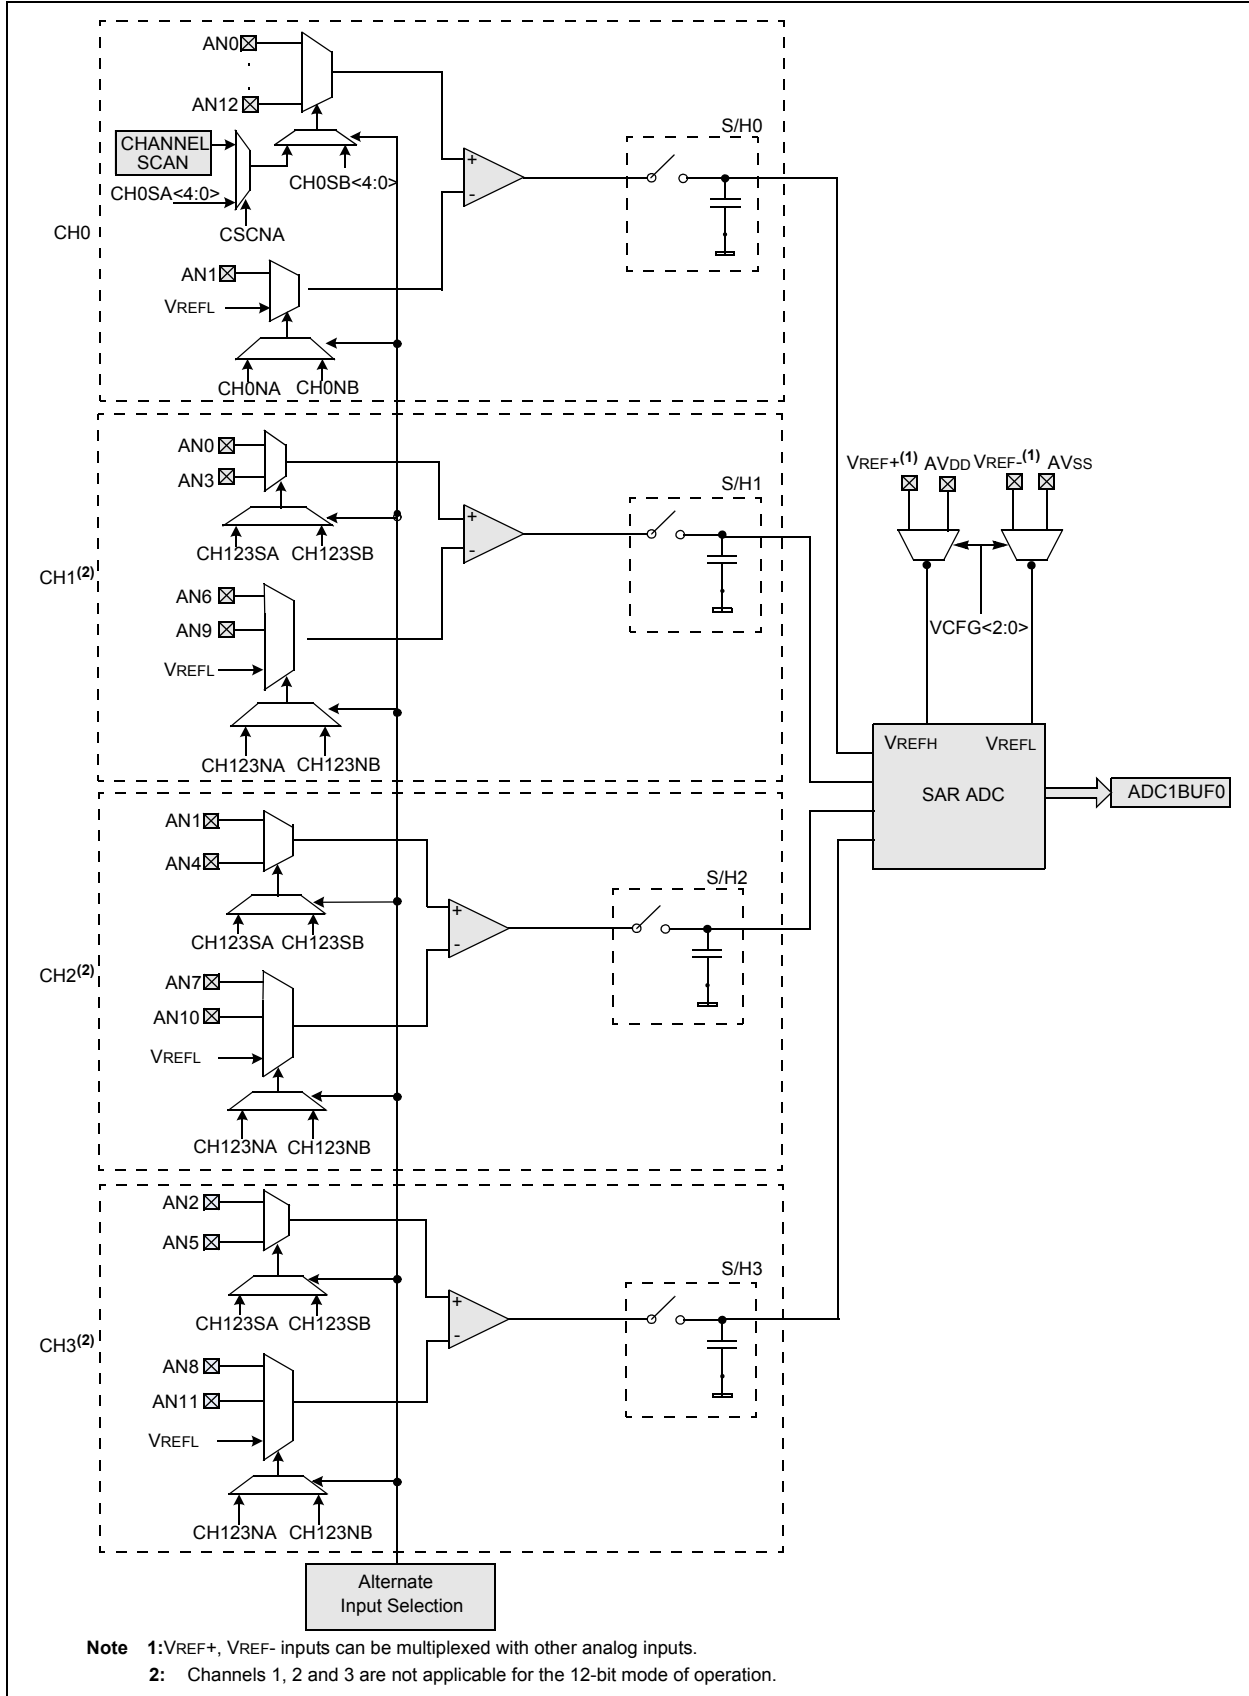 AN0
.
.
AN12
CHANNEL
SCAN
CH0SA<4:0>
CSCNA
CH0SB<4:0>
+
-
S/H0
CH0
AN1
VREFL
CH0NA CH0NB
AN0
AN3
CH123SA CH123SB
+
-
S/H1
CH1(2)
AN6
AN9
VREFL
CH123NA CH123NB
VREF+(1) AVDD VREF-(1) AVSS
VCFG<2:0>
VREFH VREFL
SAR ADC
ADC1BUF0
AN1
AN4
CH123SA CH123SB
+
-
S/H2
CH2(2)
AN7
AN10
VREFL
CH123NA CH123NB
AN2
AN5
CH123SA CH123SB
+
-
S/H3
CH3(2)
AN8
AN11
VREFL
CH123NA CH123NB
Alternate
Input Selection
Note 1:VREF+, VREF- inputs can be multiplexed with other analog inputs.
2: Channels 1, 2 and 3 are not applicable for the 12-bit mode of operation.